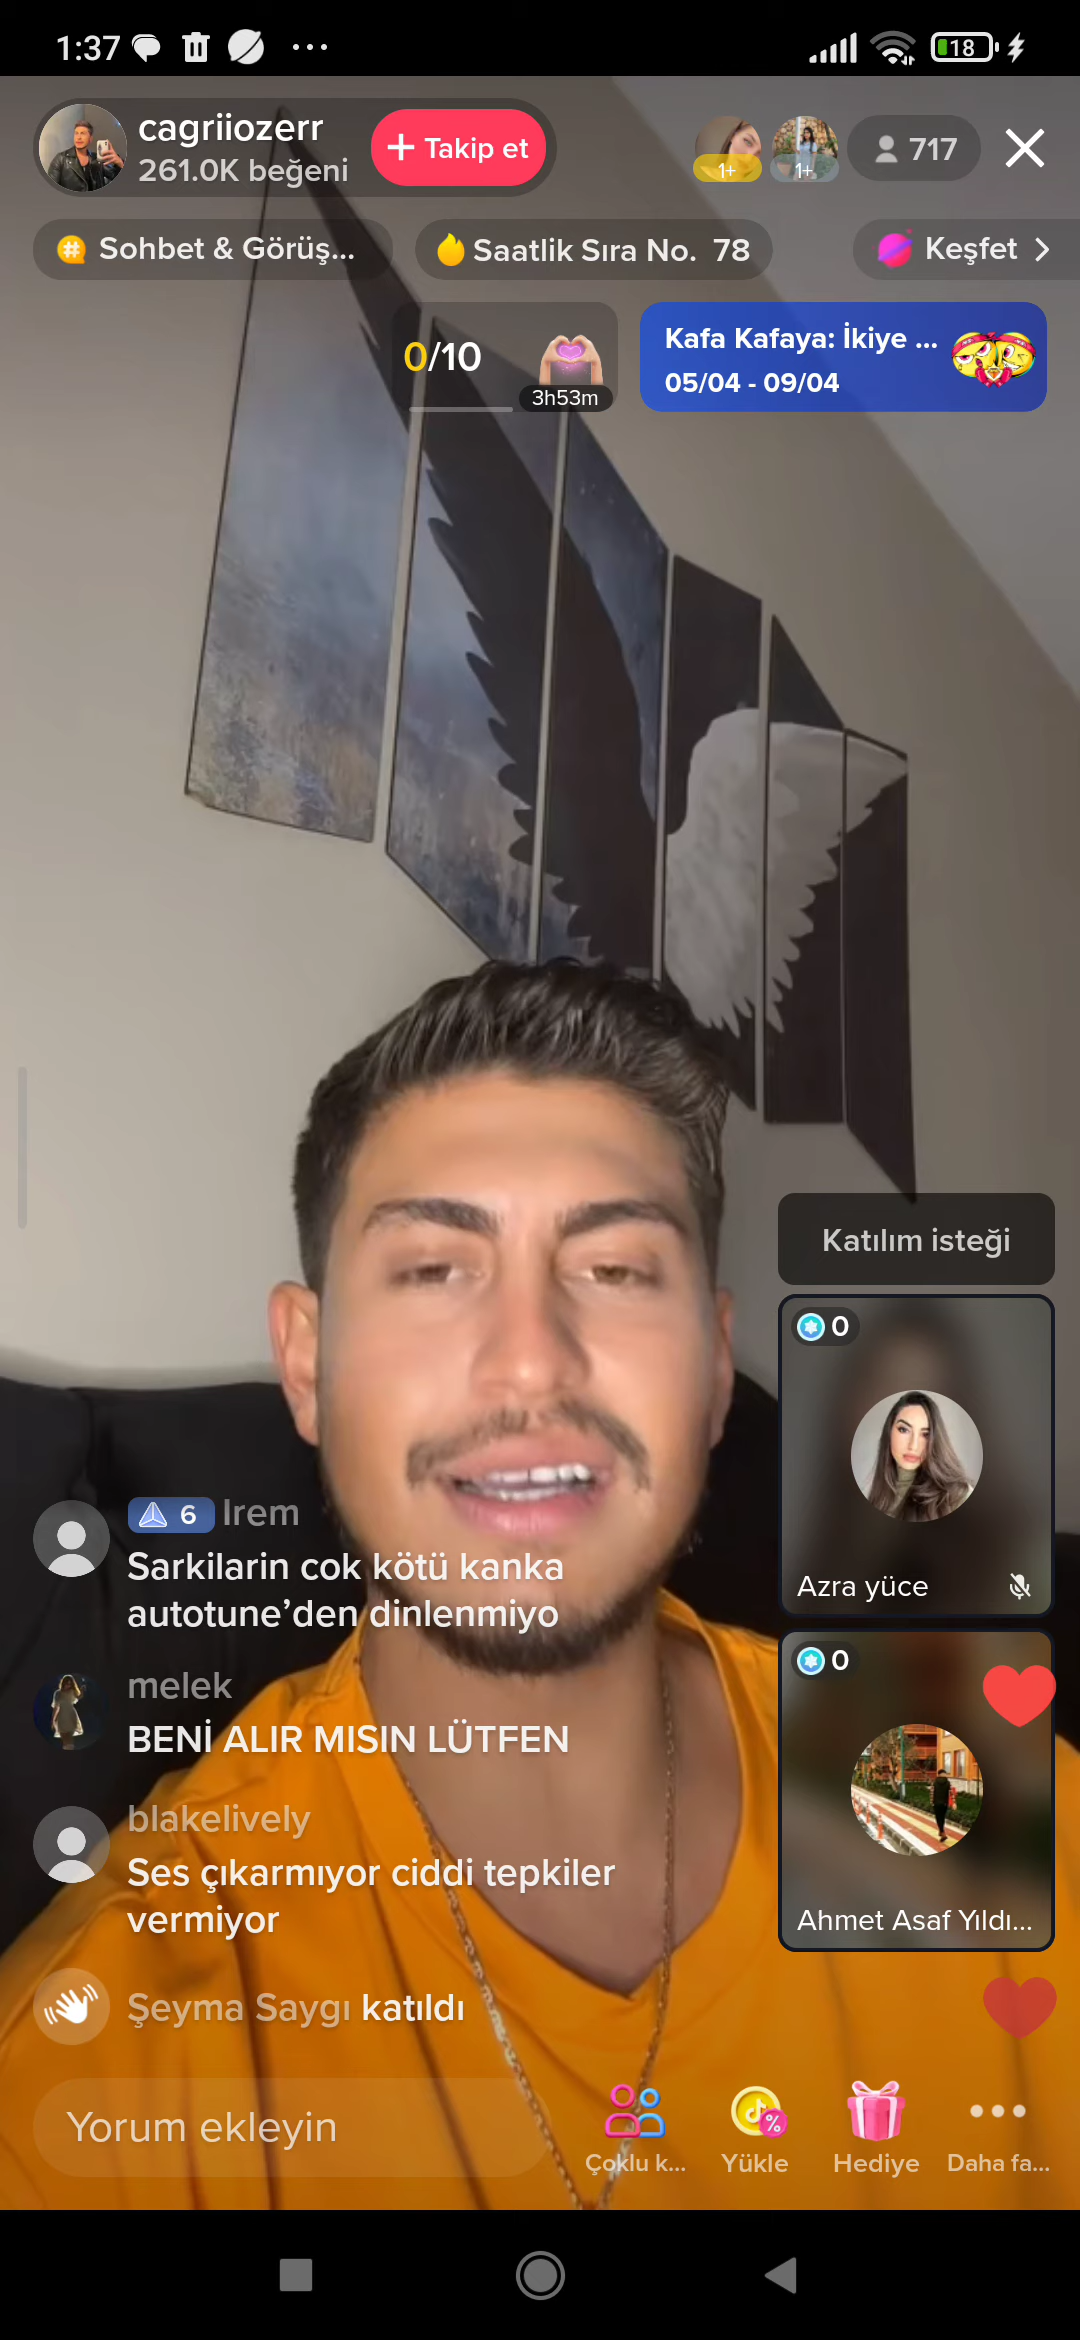 1:37
18
cagriiozerr
261.0K beğeni
+ Takip et
1+
1+
717
Sohbet & Görüş...
Saatlik Sıra No. 78
Keşfet >
0/10
3h53m
Kafa Kafaya: İkiye ...
05/04 - 09/04
Katılım isteği
0
Azra yüce
0
Ahmet Asaf Yıldı...
6 Irem
Sarkilarin cok kötü kanka
autotune’den dinlenmiyo
melek
BENİ ALIR MISIN LÜTFEN
blakelively
Ses çıkarmıyor ciddi tepkiler
vermiyor
Şeyma Saygı katıldı
Yorum ekleyin
Çoklu k...
Yükle
Hediye
Daha fa...